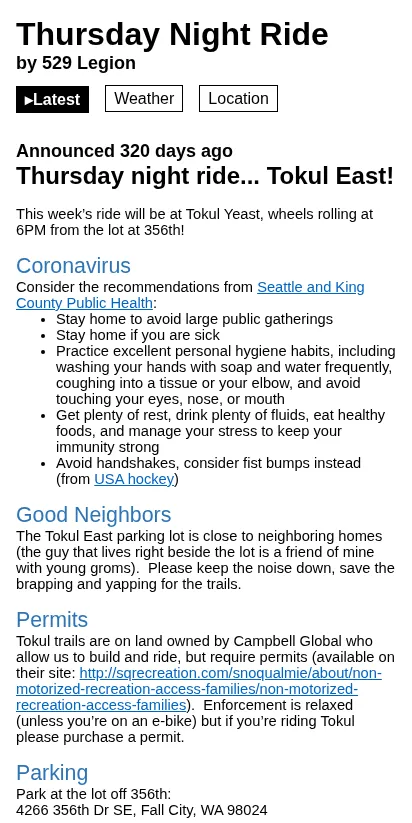 Thursday Night Ride
by 529 Legion
▸Latest Weather Location
Announced 320 days ago
Thursday night ride... Tokul East!
This week’s ride will be at Tokul Yeast, wheels rolling at
6PM from the lot at 356th!
Coronavirus
Consider the recommendations from Seattle and King
County Public Health:
• Stay home to avoid large public gatherings
• Stay home if you are sick
• Practice excellent personal hygiene habits, including
washing your hands with soap and water frequently,
coughing into a tissue or your elbow, and avoid
touching your eyes, nose, or mouth
• Get plenty of rest, drink plenty of fluids, eat healthy
foods, and manage your stress to keep your
immunity strong
• Avoid handshakes, consider fist bumps instead
(from USA hockey)
Good Neighbors
The Tokul East parking lot is close to neighboring homes
(the guy that lives right beside the lot is a friend of mine
with young groms).  Please keep the noise down, save the
brapping and yapping for the trails.
Permits
Tokul trails are on land owned by Campbell Global who
allow us to build and ride, but require permits (available on
their site: http://sqrecreation.com/snoqualmie/about/non-
motorized-recreation-access-families/non-motorized-
recreation-access-families).  Enforcement is relaxed
(unless you’re on an e-bike) but if you’re riding Tokul
please purchase a permit.
Parking
Park at the lot off 356th:
4266 356th Dr SE, Fall City, WA 98024